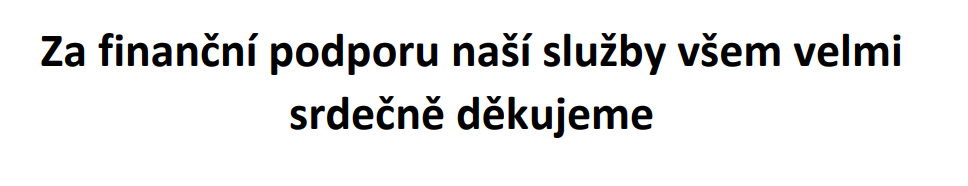 Za finanční podporu naší služby všem velmi
srdečně děkujeme